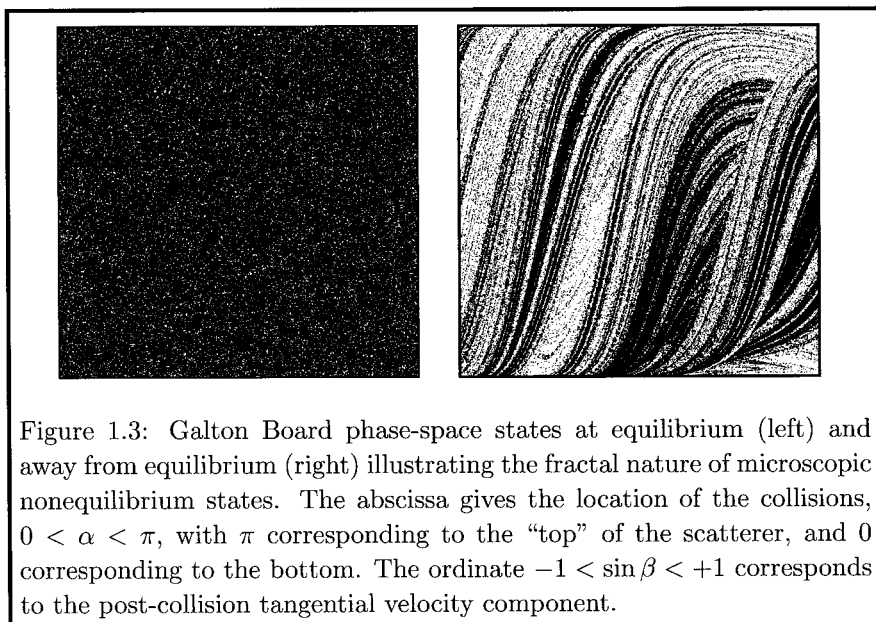 Figure 1.3: Galton Board phase-space states at equilibrium (left) and
away from equilibrium (right) illustrating the fractal nature of microscopic
nonequilibrium states. The abscissa gives the location of the collisions,
0 < α < π, with π corresponding to the “top” of the scatterer, and 0
corresponding to the bottom. The ordinate −1 < sin β < +1 corresponds
to the post-collision tangential velocity component.